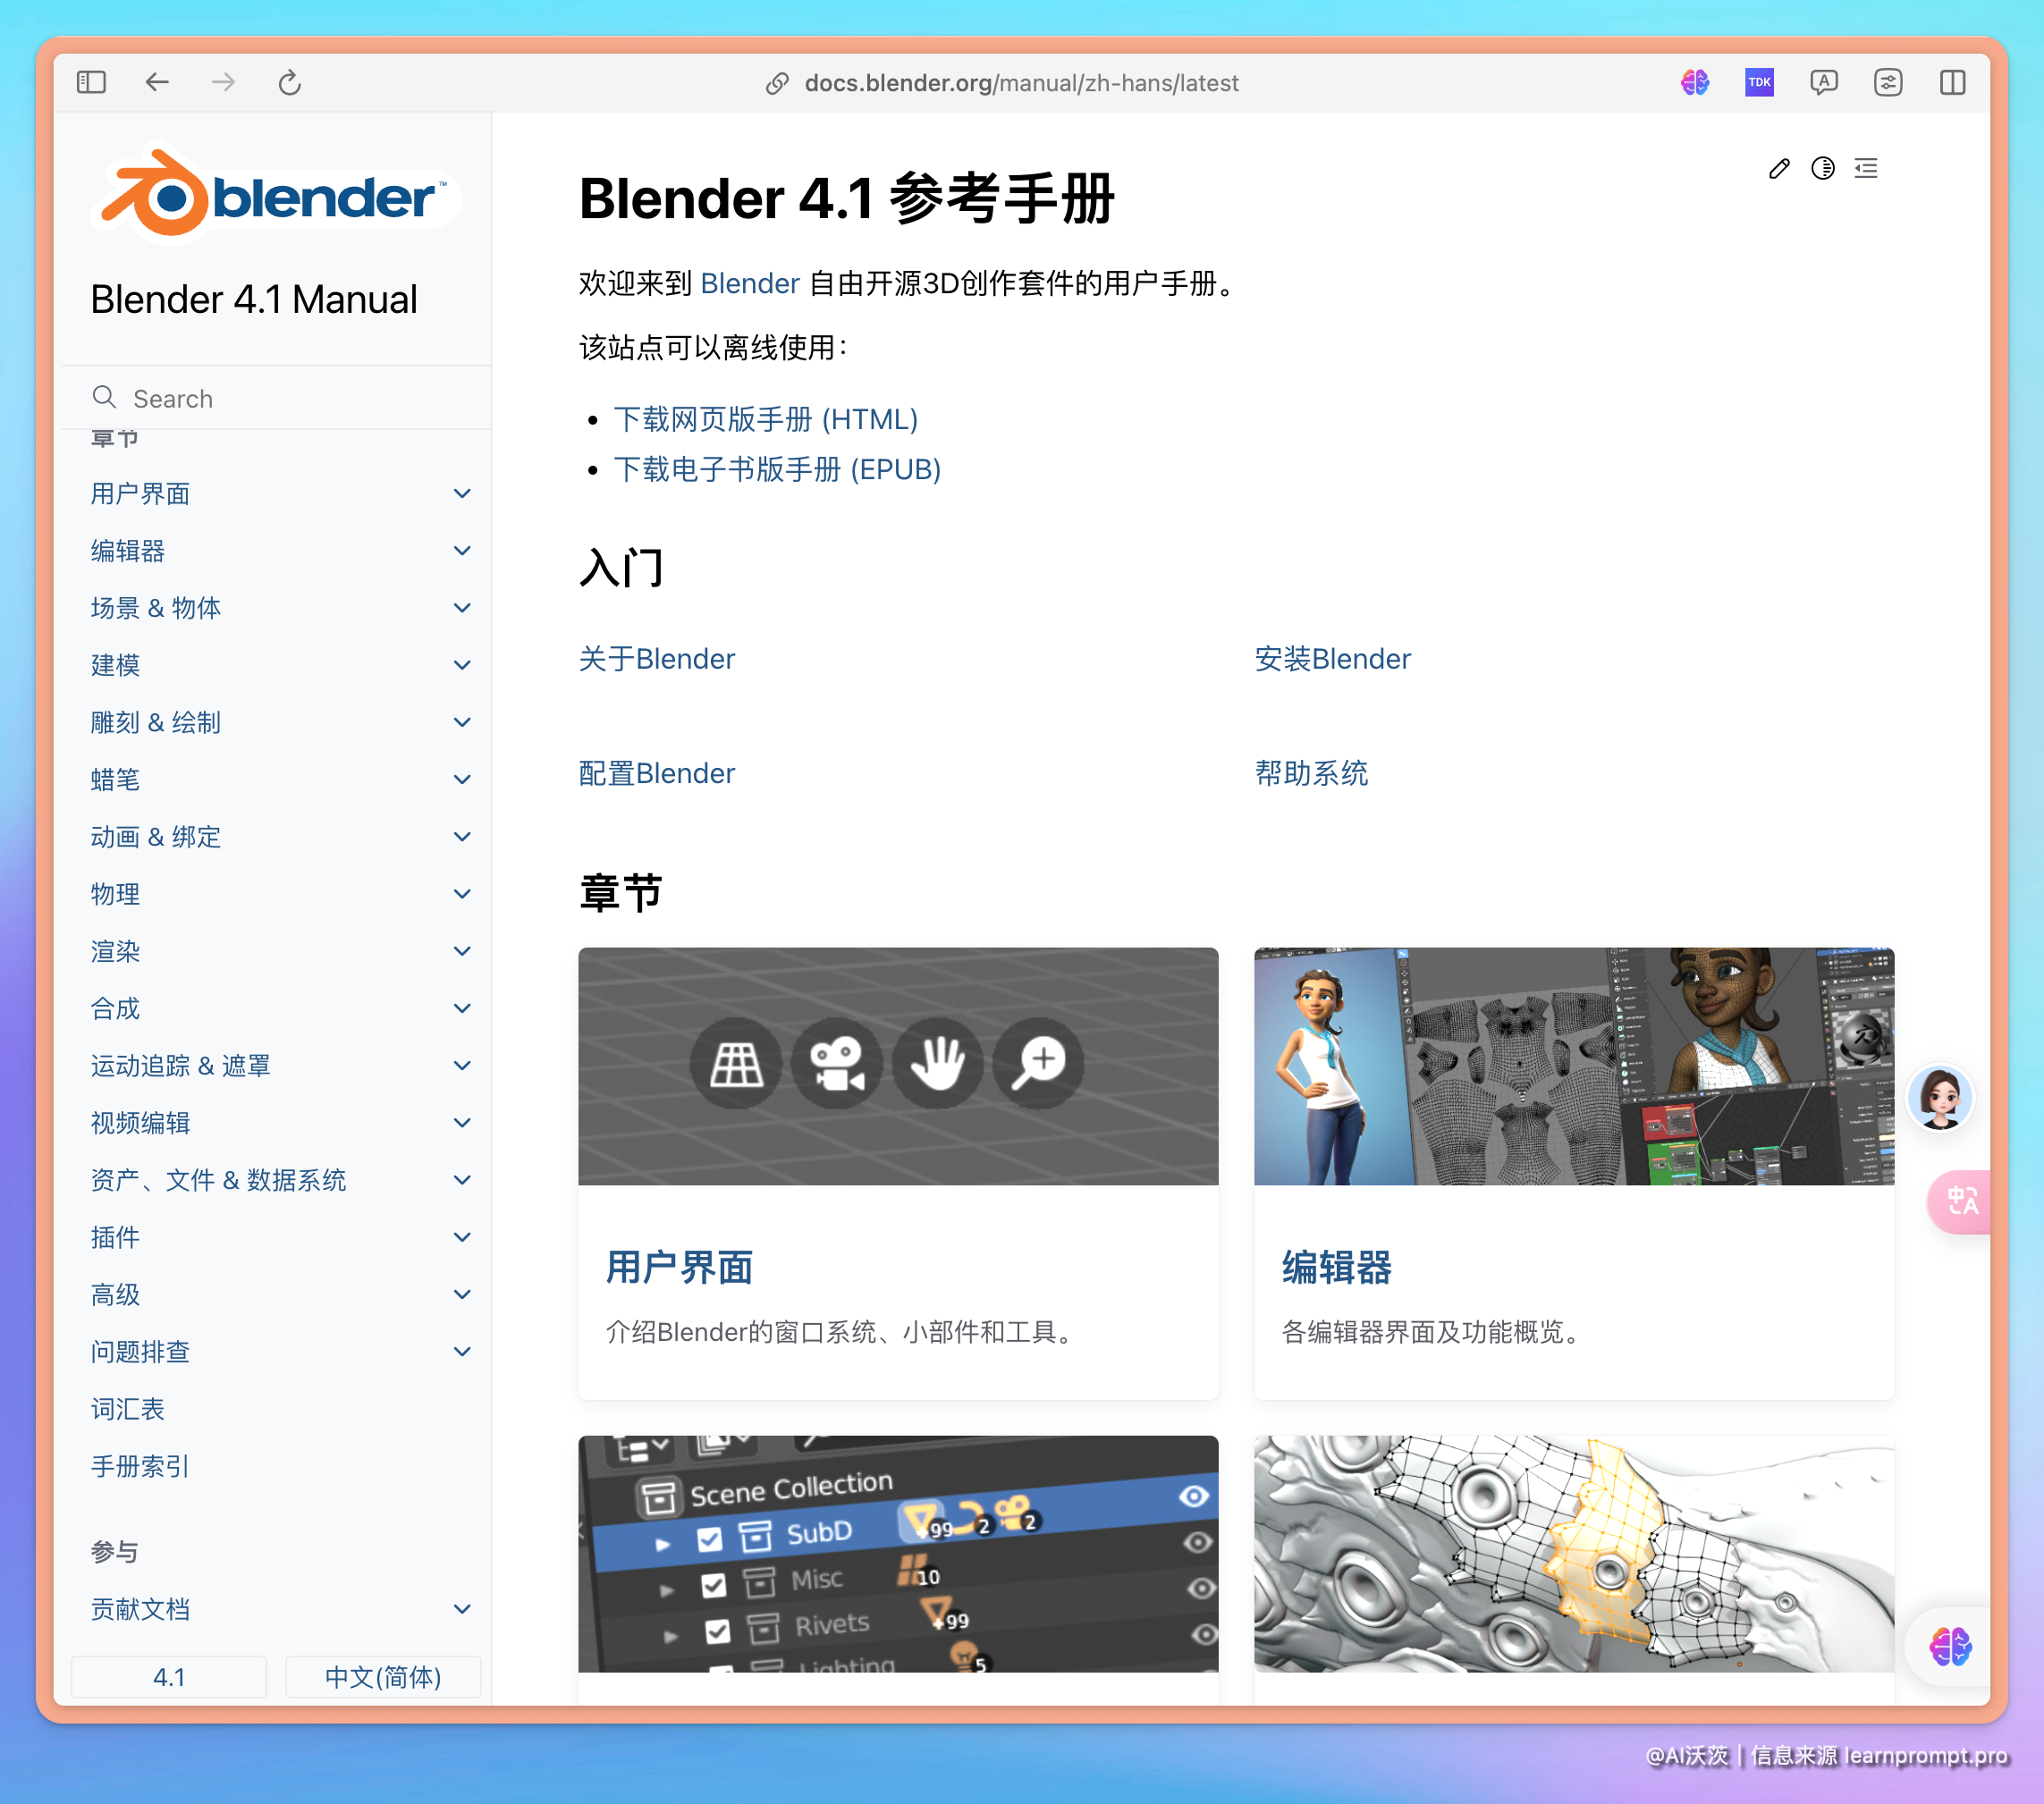 docs.blender.org/manual/zh-hans/latest
TDK
blender™
Blender 4.1 Manual
Search
章节
用户界面
编辑器
场景 & 物体
建模
雕刻 & 绘制
蜡笔
动画 & 绑定
物理
渲染
合成
运动追踪 & 遮罩
视频编辑
资产、文件 & 数据系统
插件
高级
问题排查
词汇表
手册索引
参与
贡献文档
4.1
中文(简体)
Blender 4.1 参考手册
欢迎来到 Blender 自由开源3D创作套件的用户手册。
该站点可以离线使用：
下载网页版手册 (HTML)
下载电子书版手册 (EPUB)
入门
关于Blender
安装Blender
配置Blender
帮助系统
章节
用户界面
介绍Blender的窗口系统、小部件和工具。
编辑器
各编辑器界面及功能概览。
Scene Collection
SubD +99 2 2
Misc 10
Rivets +99
Lighting 5
中A
@AI沃茨 | 信息来源 learnprompt.pro